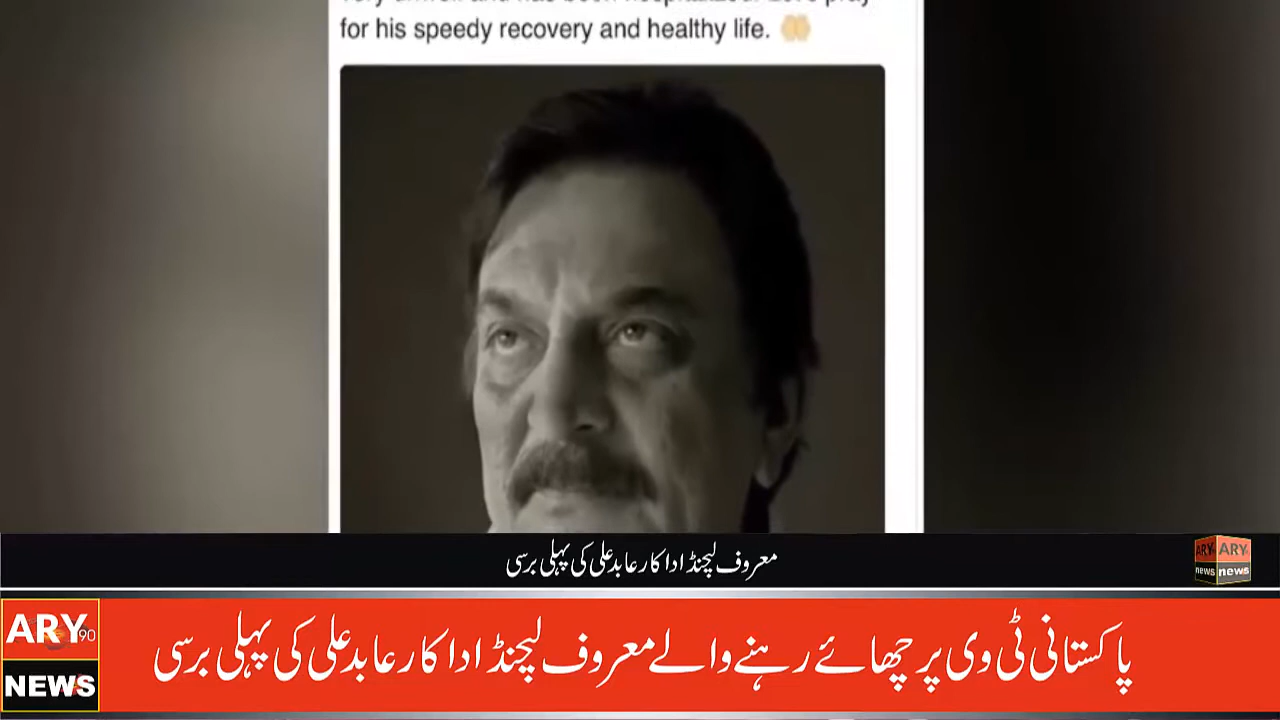 for his speedy recovery and healthy life. 🤲
معروف لیجنڈ اداکار عابد علی کی پہلی برسی
ARY ARY
news news
پاکستانی ٹی وی پر چھائے رہنے والے معروف لیجنڈ اداکار عابد علی کی پہلی برسی
ARY 90
NEWS